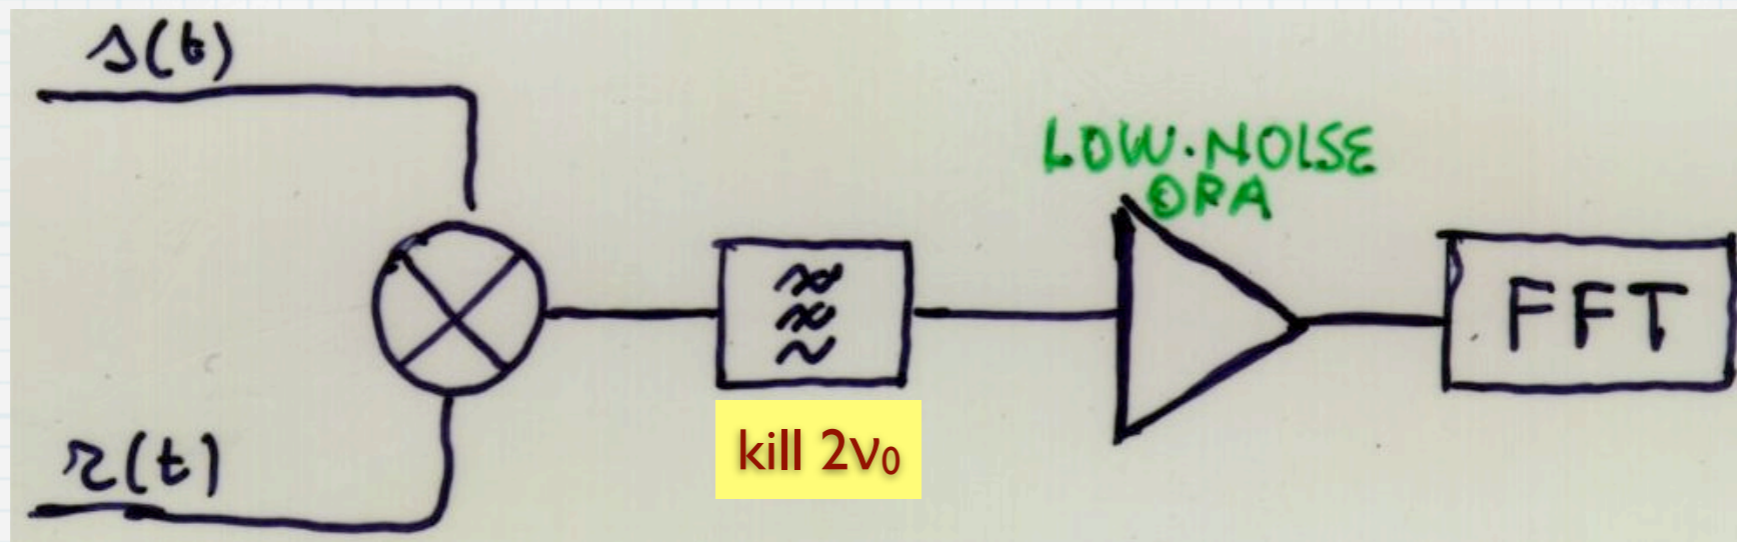 s(t)
LOW-NOISE
OPA
FFT
kill 2ν₀
r(t)